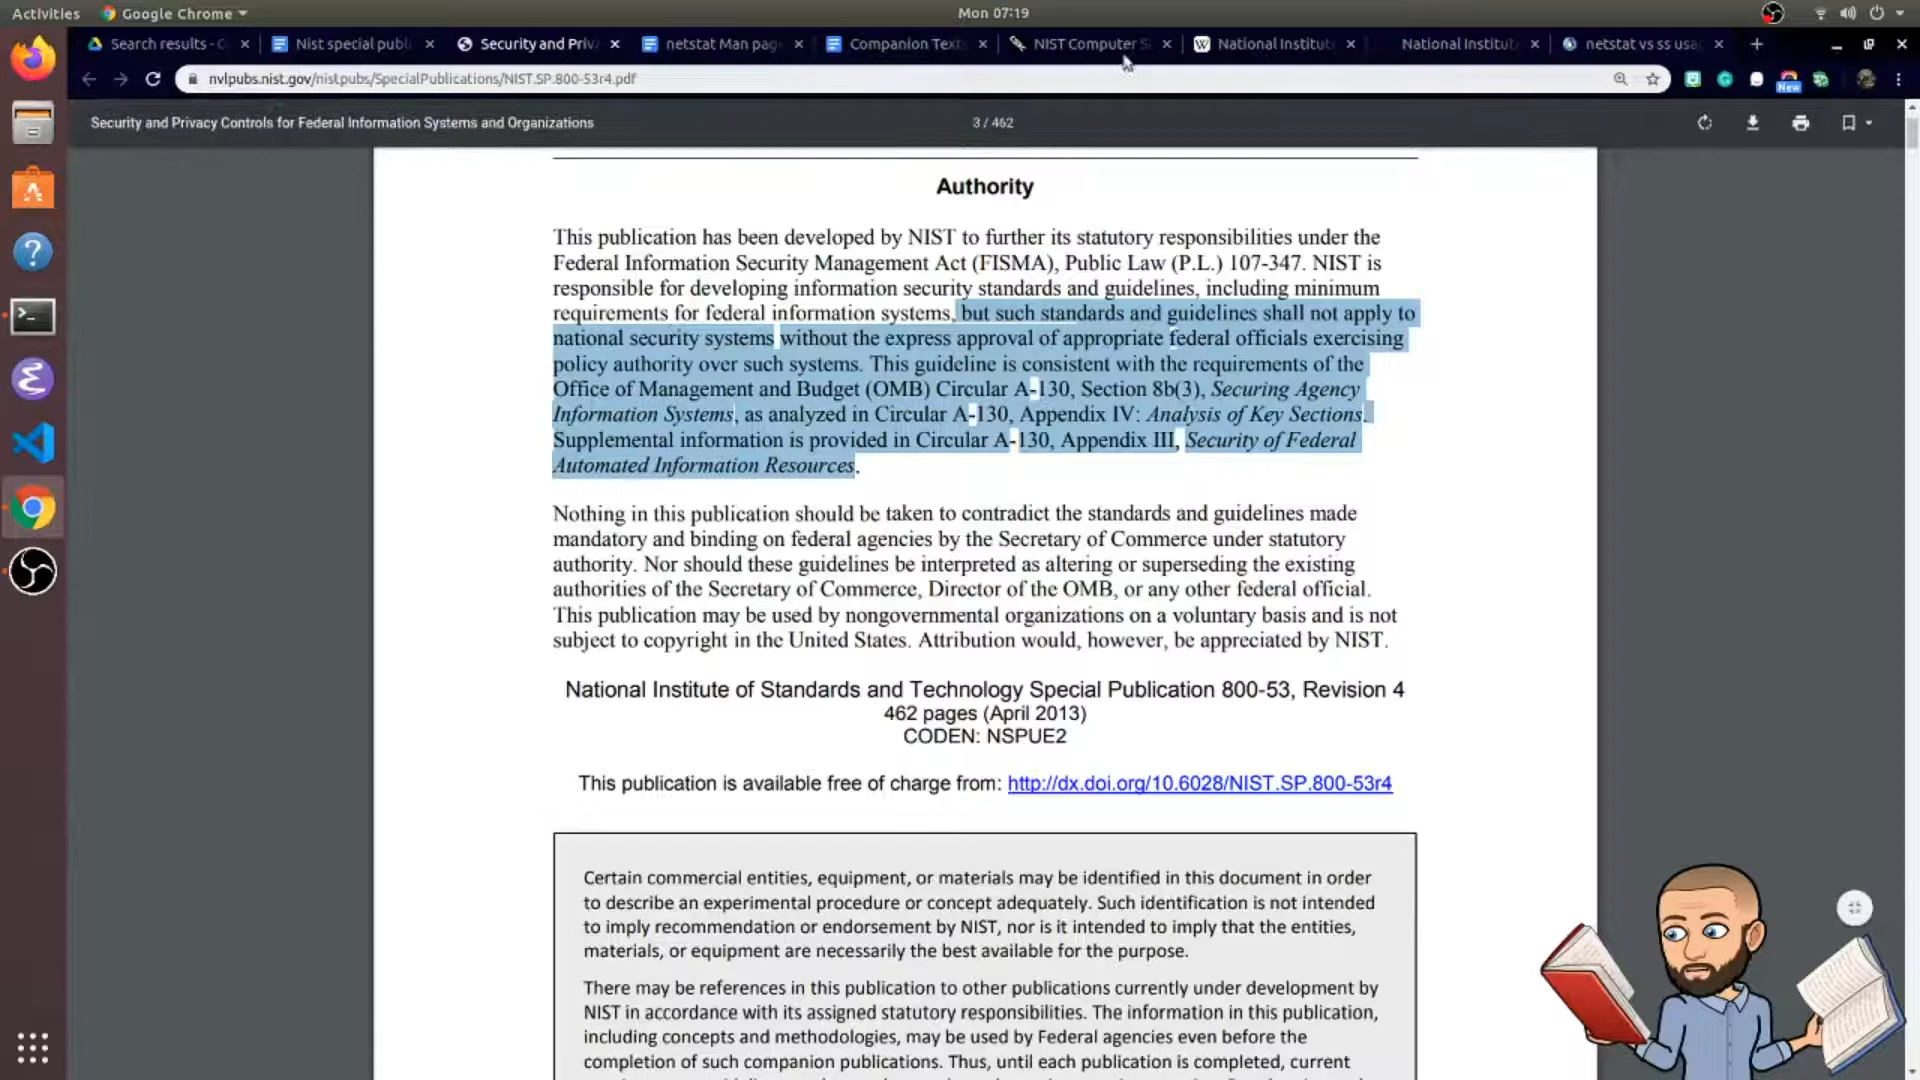 Activities
Google Chrome
Mon 07:19
Search results - G
Nist special publ
Security and Priv
netstat Man pag
Companion Text
NIST Computer S
National Institut
National Institut
netstat vs ss usa
nvlpubs.nist.gov/nistpubs/SpecialPublications/NIST.SP.800-53r4.pdf
New
Security and Privacy Controls for Federal Information Systems and Organizations
3 / 462
Authority
This publication has been developed by NIST to further its statutory responsibilities under the
Federal Information Security Management Act (FISMA), Public Law (P.L.) 107-347. NIST is
responsible for developing information security standards and guidelines, including minimum
requirements for federal information systems, but such standards and guidelines shall not apply to
national security systems without the express approval of appropriate federal officials exercising
policy authority over such systems. This guideline is consistent with the requirements of the
Office of Management and Budget (OMB) Circular A-130, Section 8b(3), Securing Agency
Information Systems, as analyzed in Circular A-130, Appendix IV: Analysis of Key Sections.
Supplemental information is provided in Circular A-130, Appendix III, Security of Federal
Automated Information Resources.
Nothing in this publication should be taken to contradict the standards and guidelines made
mandatory and binding on federal agencies by the Secretary of Commerce under statutory
authority. Nor should these guidelines be interpreted as altering or superseding the existing
authorities of the Secretary of Commerce, Director of the OMB, or any other federal official.
This publication may be used by nongovernmental organizations on a voluntary basis and is not
subject to copyright in the United States. Attribution would, however, be appreciated by NIST.
National Institute of Standards and Technology Special Publication 800-53, Revision 4
462 pages (April 2013)
CODEN: NSPUE2
This publication is available free of charge from: http://dx.doi.org/10.6028/NIST.SP.800-53r4
Certain commercial entities, equipment, or materials may be identified in this document in order
to describe an experimental procedure or concept adequately. Such identification is not intended
to imply recommendation or endorsement by NIST, nor is it intended to imply that the entities,
materials, or equipment are necessarily the best available for the purpose.
There may be references in this publication to other publications currently under development by
NIST in accordance with its assigned statutory responsibilities. The information in this publication,
including concepts and methodologies, may be used by Federal agencies even before the
completion of such companion publications. Thus, until each publication is completed, current